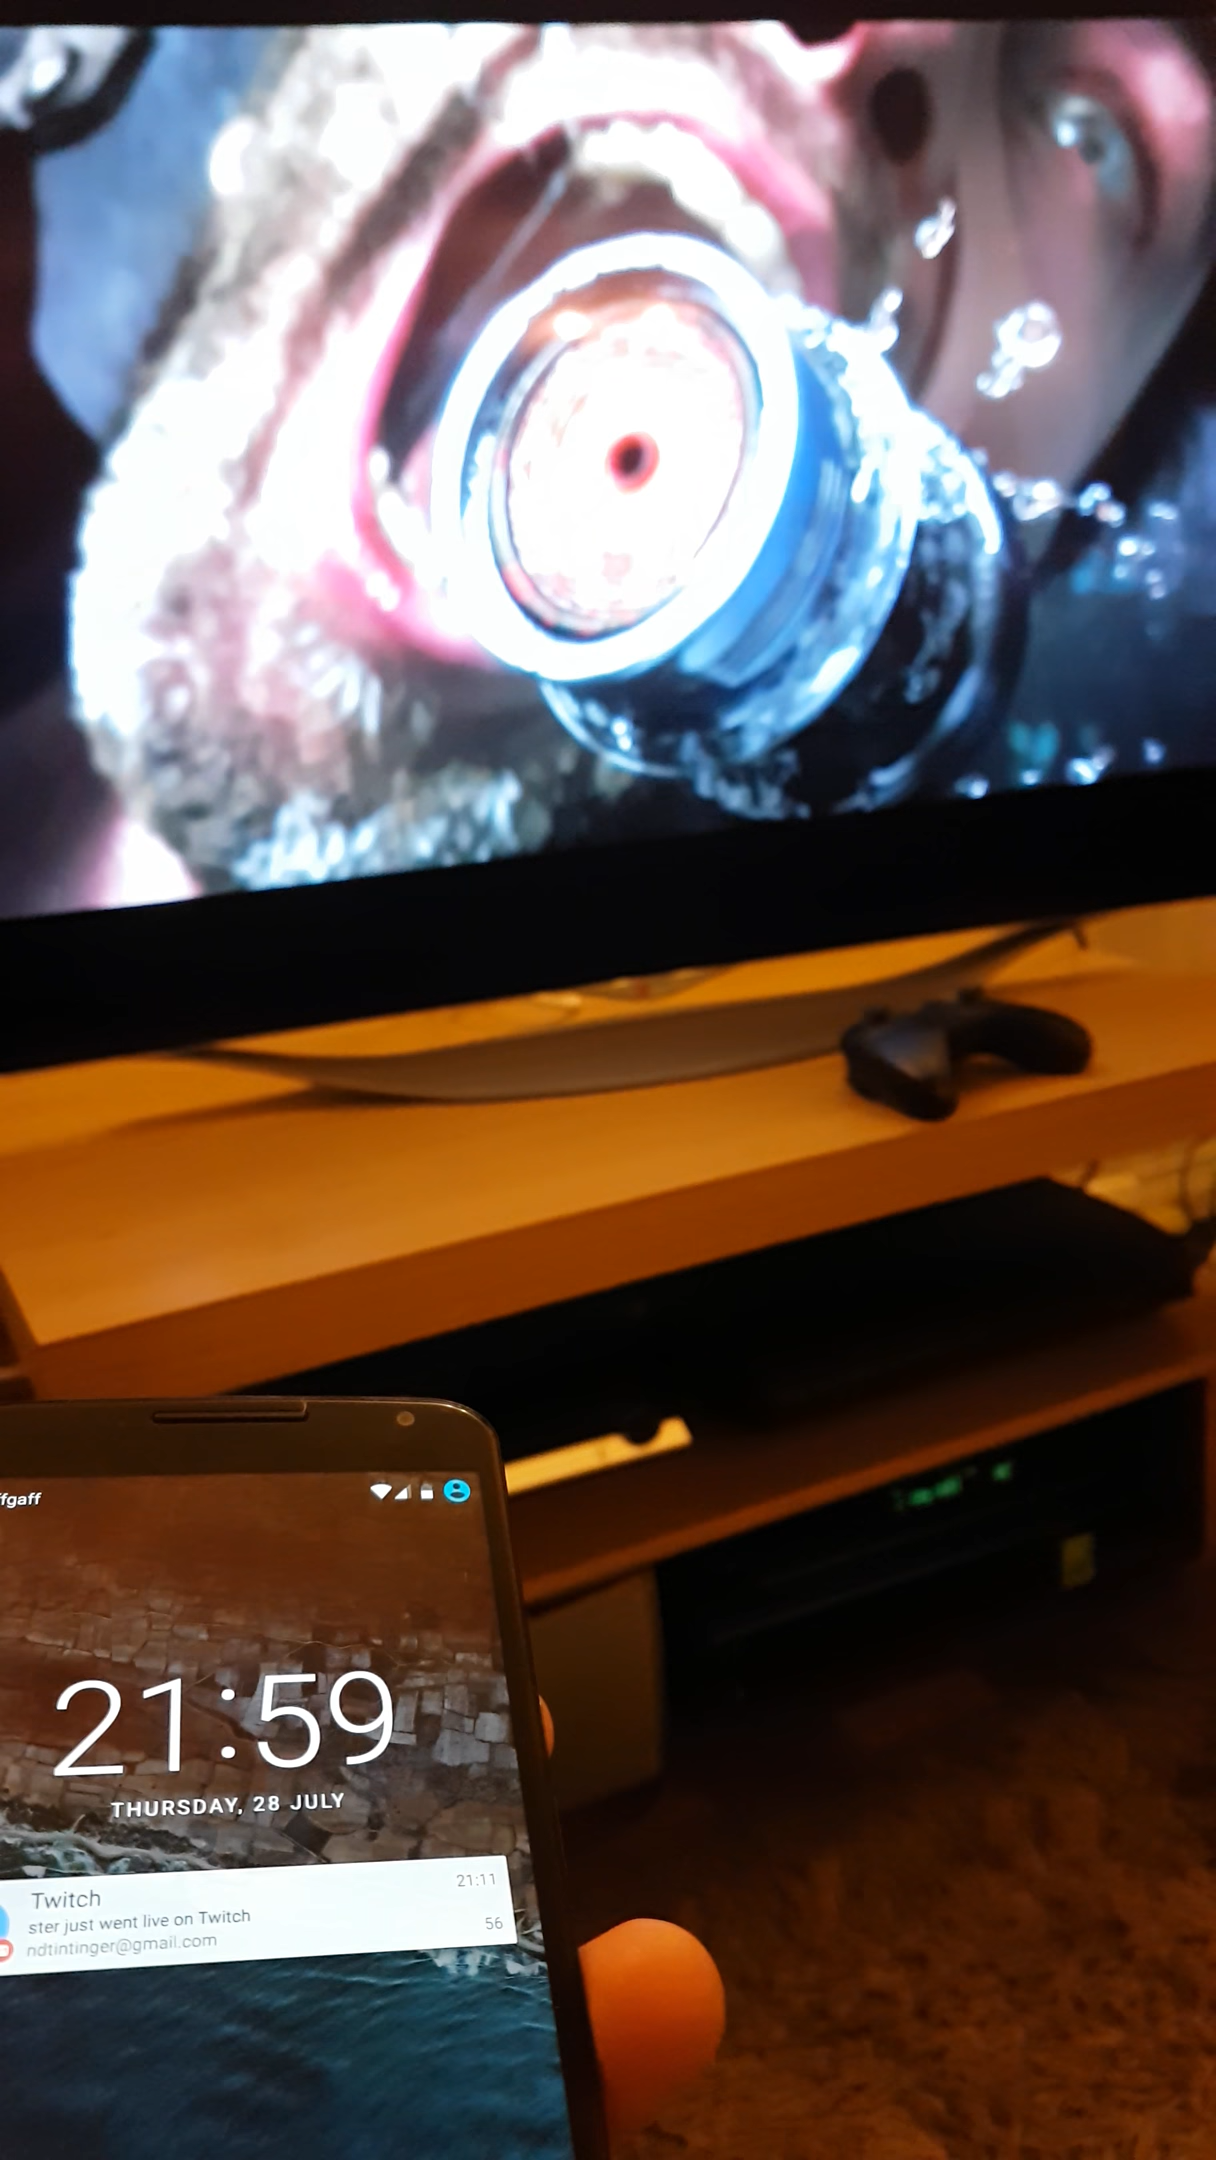 ffgaff
21:59
THURSDAY, 28 JULY
Twitch 21:11
ster just went live on Twitch 56
ndtintinger@gmail.com